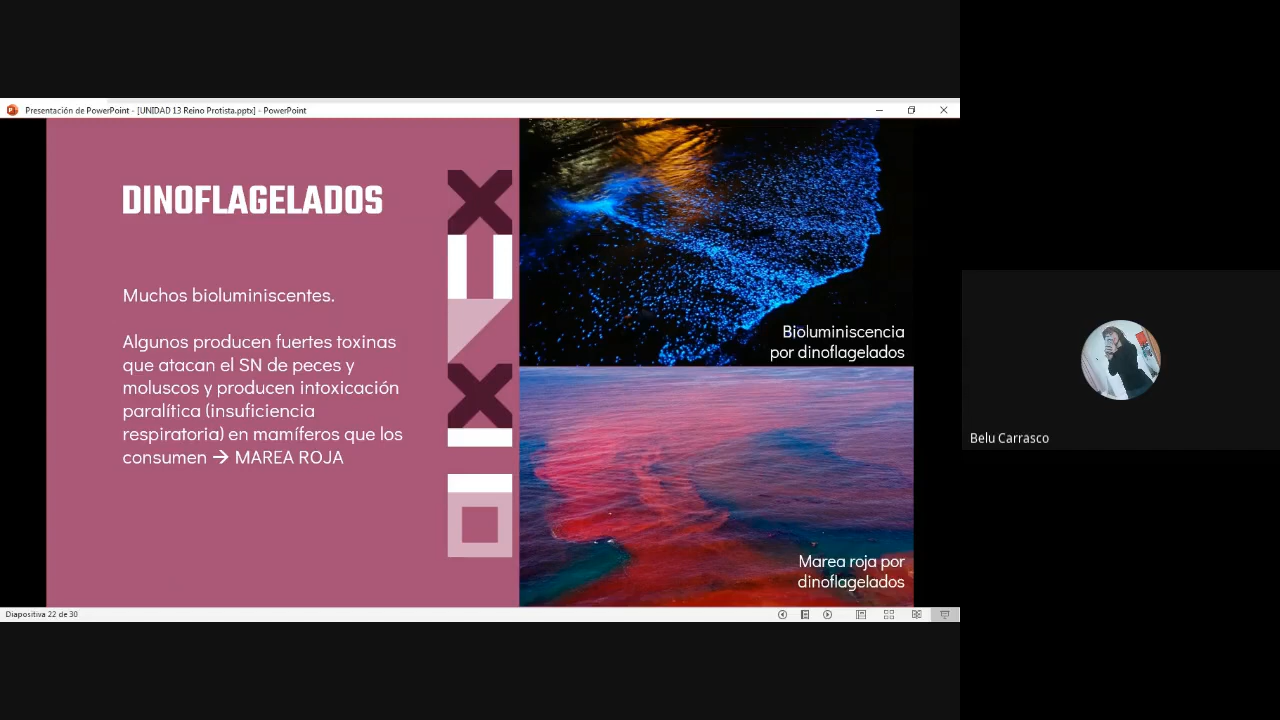 Presentación de PowerPoint - [UNIDAD 13 Reino Protista.pptx] - PowerPoint
DINOFLAGELADOS
Muchos bioluminiscentes.
Algunos producen fuertes toxinas
que atacan el SN de peces y
moluscos y producen intoxicación
paralítica (insuficiencia
respiratoria) en mamíferos que los
consumen → MAREA ROJA
Bioluminiscencia
por dinoflagelados
Marea roja por
dinoflagelados
Belu Carrasco
Diapositiva 22 de 30